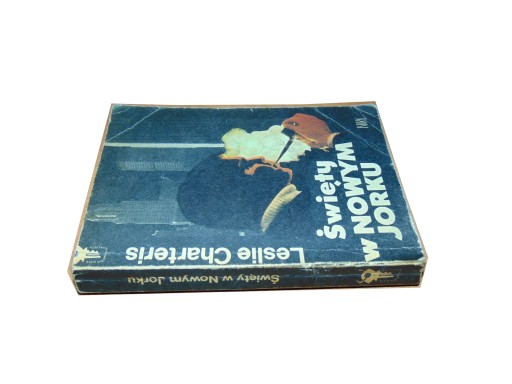 Leslie Charteris
Święty
w NOWYM
JORKU
Święty w Nowym Jorku